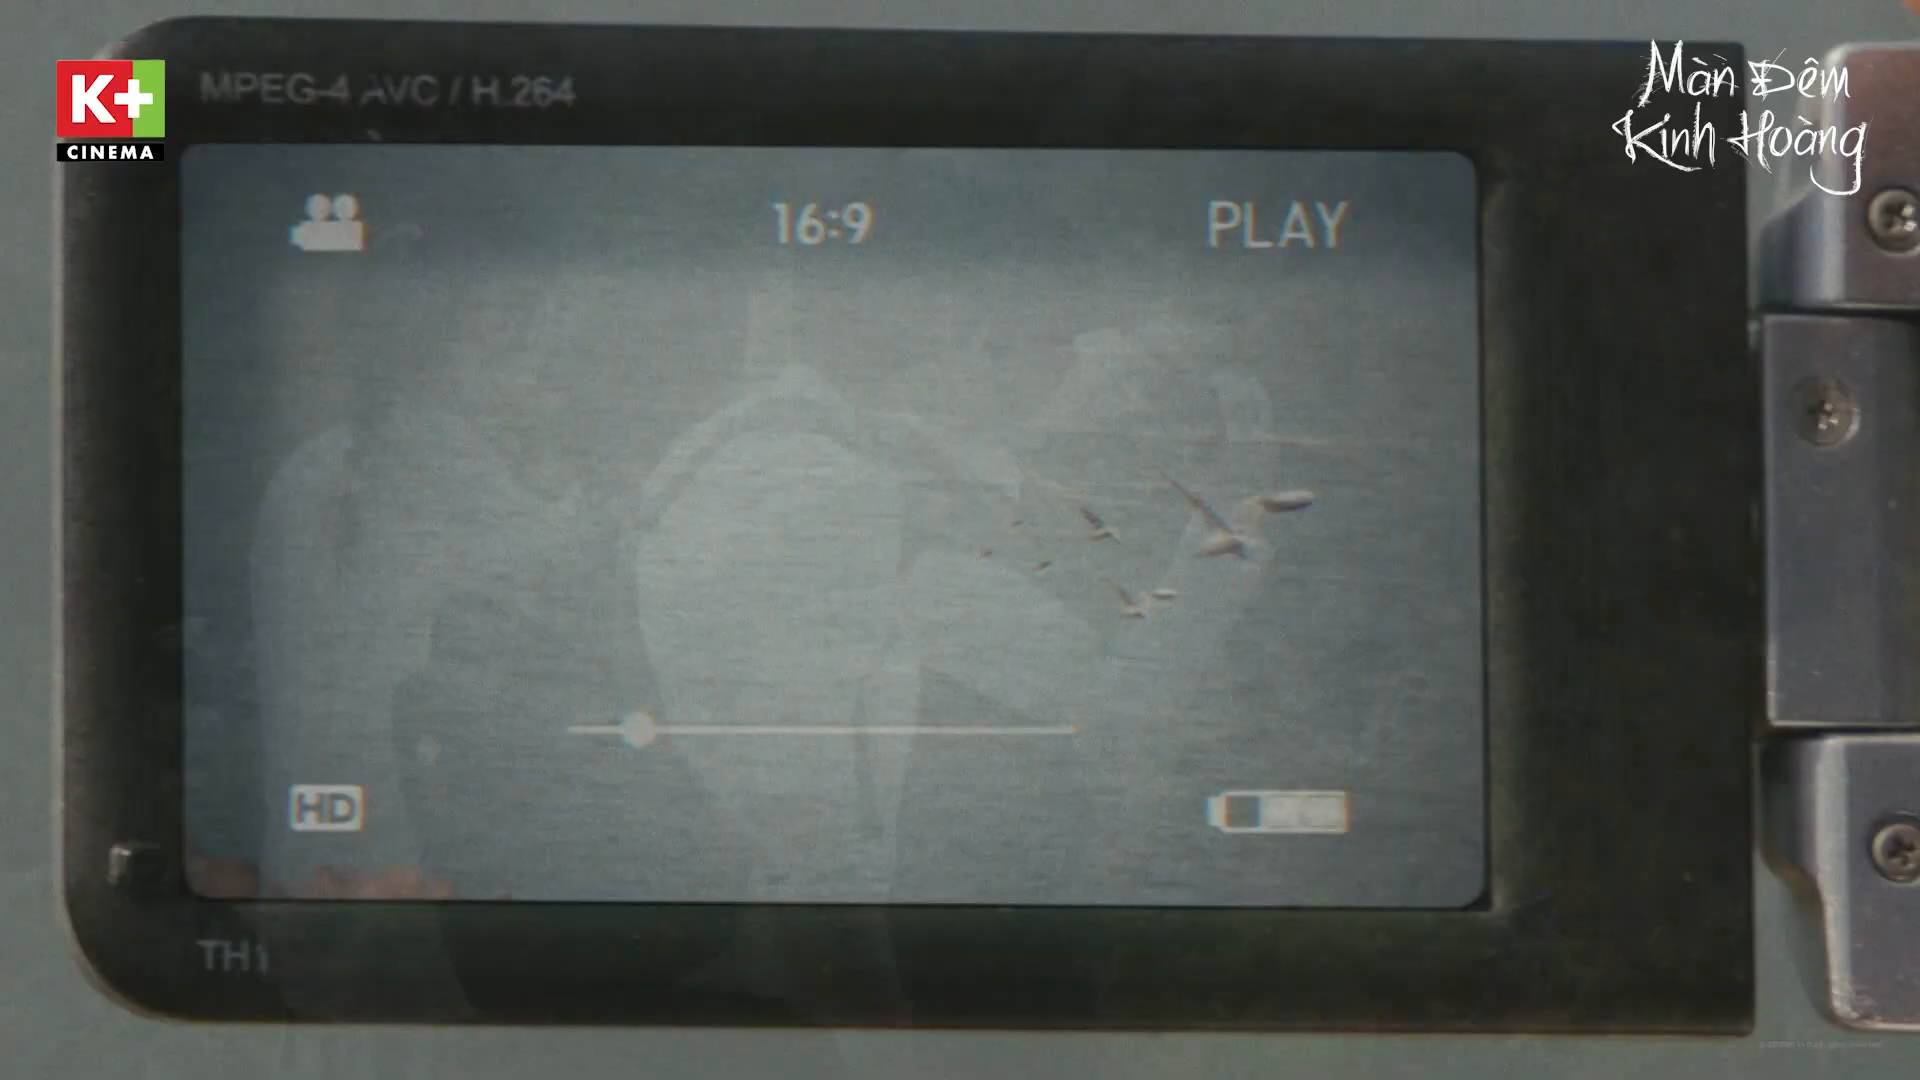 K+
CINEMA
Màn Đêm
Kinh Hoàng
MPEG-4 AVC / H.264
16:9
PLAY
HD
TH1